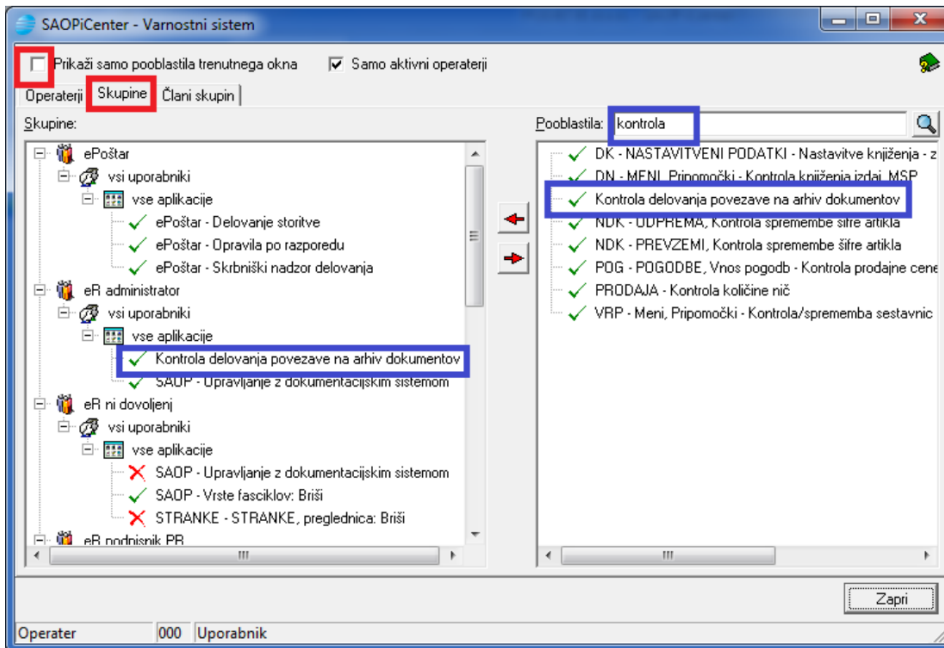 SAOPiCenter - Varnostni sistem
Prikaži samo pooblastila trenutnega okna
Samo aktivni operaterji
Operaterji
Skupine
Člani skupin
Skupine:
ePoštar
vsi uporabniki
vse aplikacije
ePoštar - Delovanje storitve
ePoštar - Opravila po razporedu
ePoštar - Skrbniški nadzor delovanja
eR administrator
vsi uporabniki
vse aplikacije
Kontrola delovanja povezave na arhiv dokumentov
SAOP - Upravljanje z dokumentacijskim sistemom
eR ni dovoljenj
vsi uporabniki
vse aplikacije
SAOP - Upravljanje z dokumentacijskim sistemom
SAOP - Vrste fasciklov: Briši
STRANKE - STRANKE, preglednica: Briši
eR podpisnik PR
Pooblastila: kontrola
DK - NASTAVITVENI PODATKI - Nastavitve knjiženja - z
DN - MENI, Pripomočki - Kontrola knjiženja izdaj, MSP
Kontrola delovanja povezave na arhiv dokumentov
NDK - ODPREMA, Kontrola spremembe šifre artikla
NDK - PREVZEMI, Kontrola spremembe šifre artikla
POG - POGODBE, Vnos pogodb - Kontrola prodajne cene
PRODAJA - Kontrola količine nič
VRP - Meni, Pripomočki - Kontrola/sprememba sestavnic
Zapri
Operater 000 Uporabnik